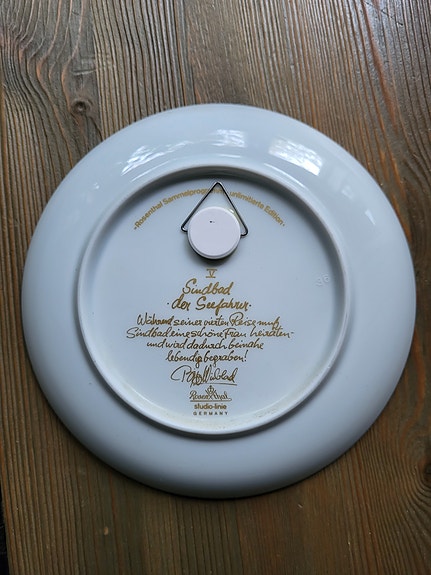 ·Rosenthal Sammelprogramm unlimitierte Edition·
V
Sindbad
·der Seefahrer·
Während seiner vierten Reise muß
Sindbad eine schöne Frau heiraten-
und wird dadurch beinahe
lebendig begraben!
Rosenthal
studio-linie
GERMANY